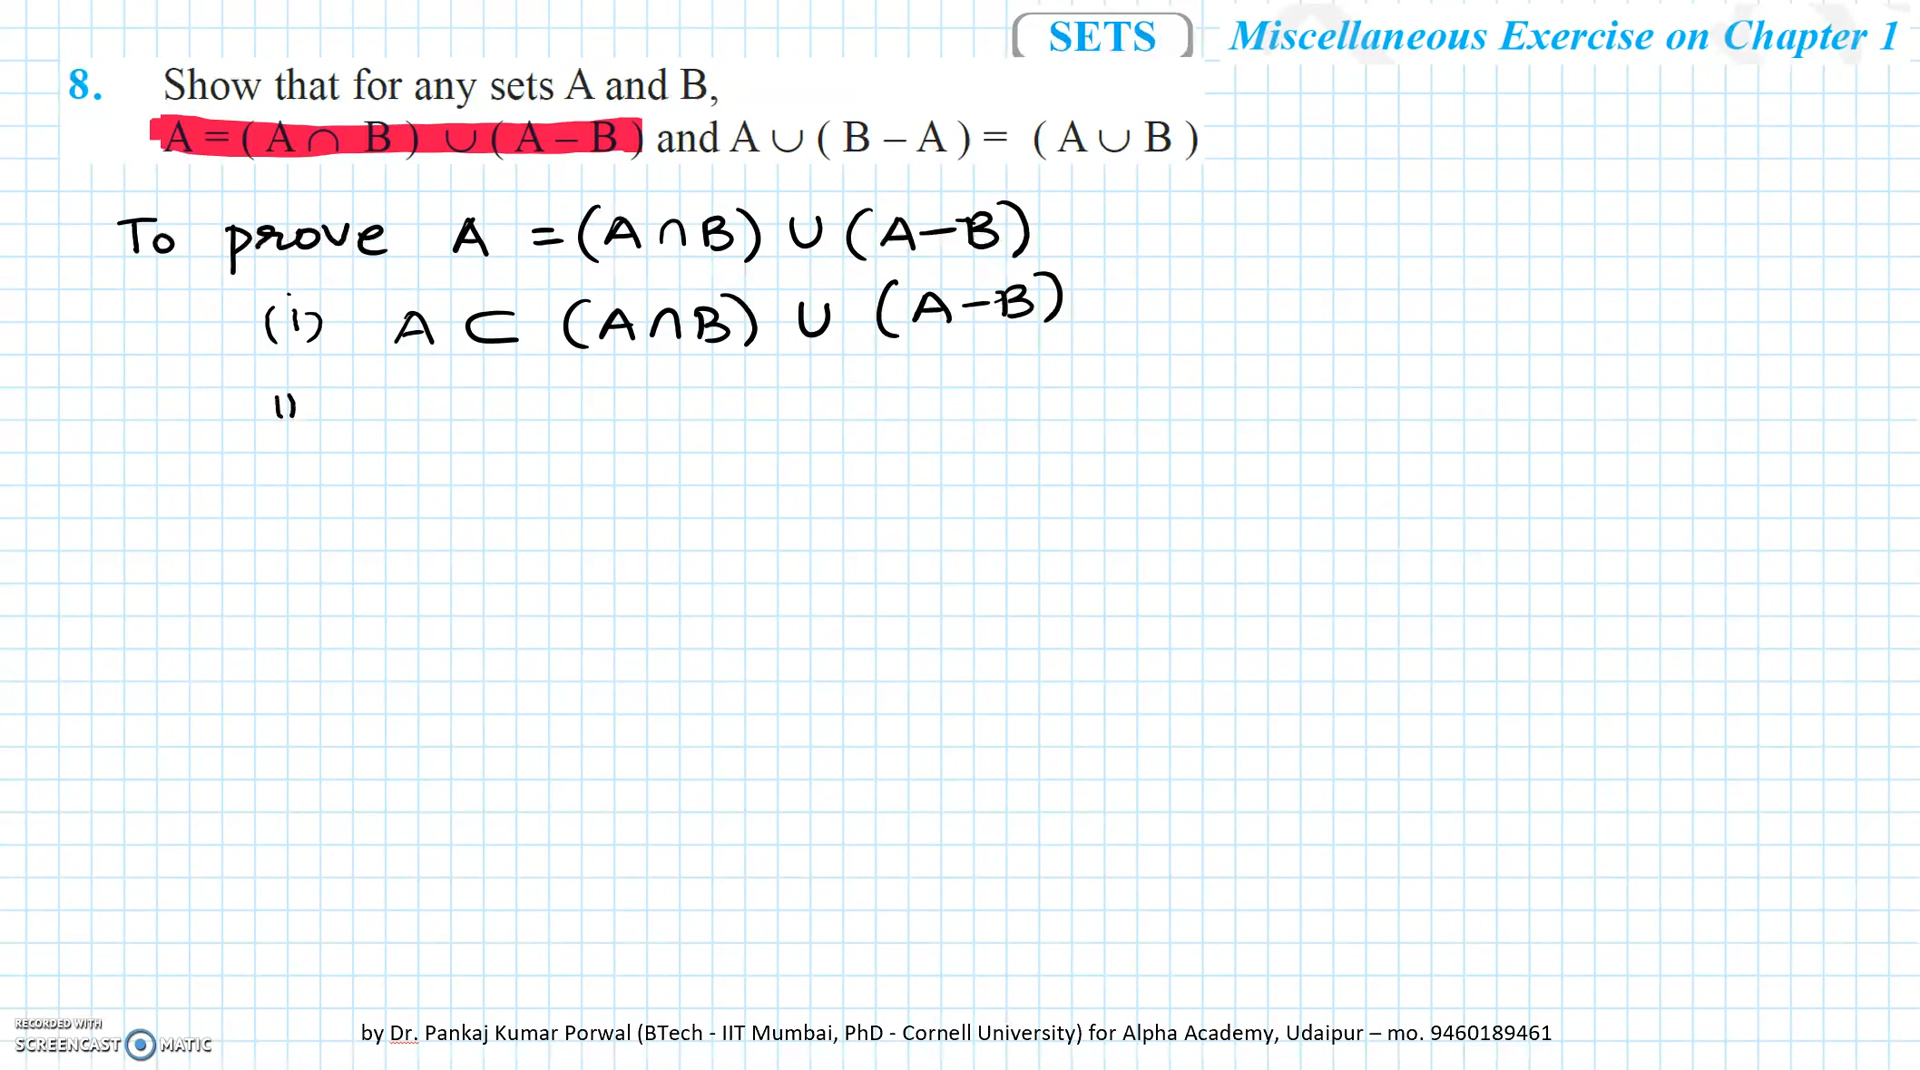 SETS Miscellaneous Exercise on Chapter 1
8. Show that for any sets A and B,
A = ( A ∩ B ) ∪ ( A – B ) and A ∪ ( B – A ) = ( A ∪ B )
To prove A = (A ∩ B) ∪ (A – B)
(i) A ⊂ (A ∩ B) ∪ (A – B)
RECORDED WITH
SCREENCAST MATIC
by Dr. Pankaj Kumar Porwal (BTech - IIT Mumbai, PhD - Cornell University) for Alpha Academy, Udaipur – mo. 9460189461